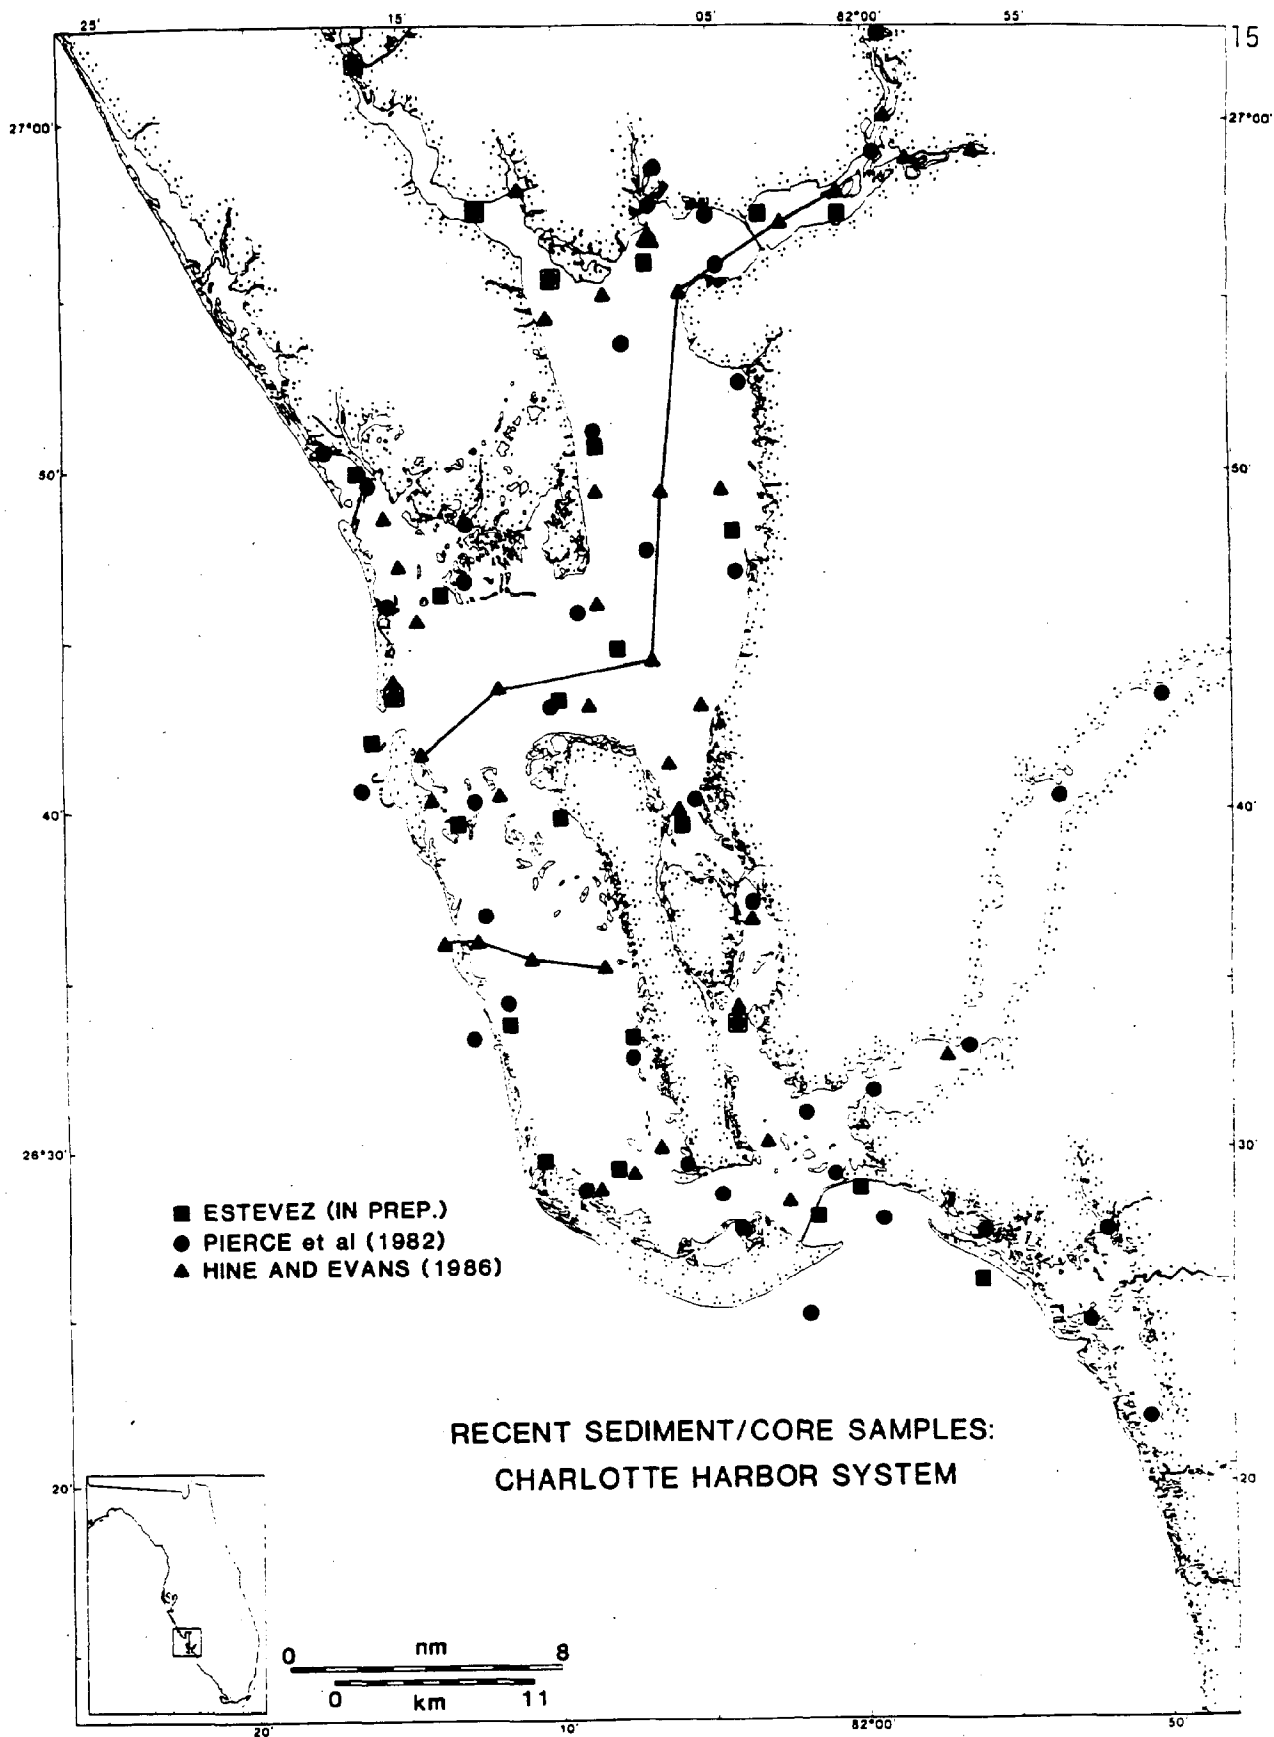 25' 15' 05' 82°00' 55' 15
27°00' 27°00'
50' 50'
40' 40'
26°30' 30'
■ ESTEVEZ (IN PREP.)
● PIERCE et al (1982)
▲ HINE AND EVANS (1986)
RECENT SEDIMENT/CORE SAMPLES:
CHARLOTTE HARBOR SYSTEM
20' 20
0 nm 8
0 km 11
20' 10' 82°00' 50'